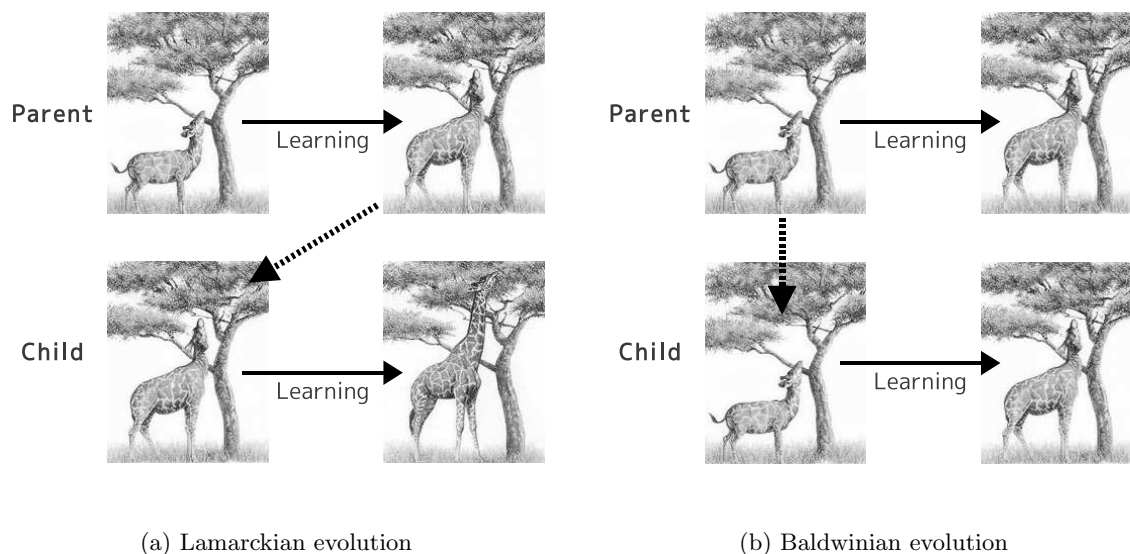 Parent
Learning
Child
Learning
(a) Lamarckian evolution
Parent
Learning
Child
Learning
(b) Baldwinian evolution